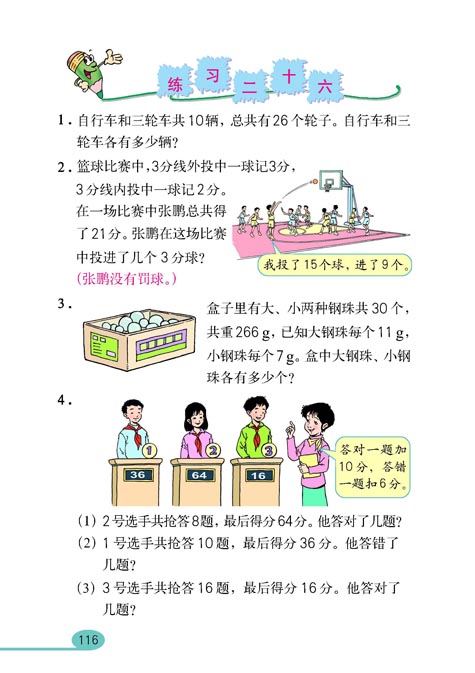 练习二十六
1. 自行车和三轮车共10辆，总共有26个轮子。自行车和三
轮车各有多少辆？
2. 篮球比赛中，3分线外投中一球记3分，
3分线内投中一球记2分。
在一场比赛中张鹏总共得
了21分。张鹏在这场比赛
中投进了几个3分球？
（张鹏没有罚球。）
我投了15个球，进了9个。
3.
盒子里有大、小两种钢珠共30个，
共重266 g，已知大钢珠每个11 g，
小钢珠每个7 g。盒中大钢珠、小钢
珠各有多少个？
4.
1
2
3
36
64
16
答对一题加
10分，答错
一题扣6分。
（1）2号选手共抢答8题，最后得分64分。他答对了几题？
（2）1号选手共抢答10题，最后得分36分。他答错了
几题？
（3）3号选手共抢答16题，最后得分16分。他答对了
几题？
116